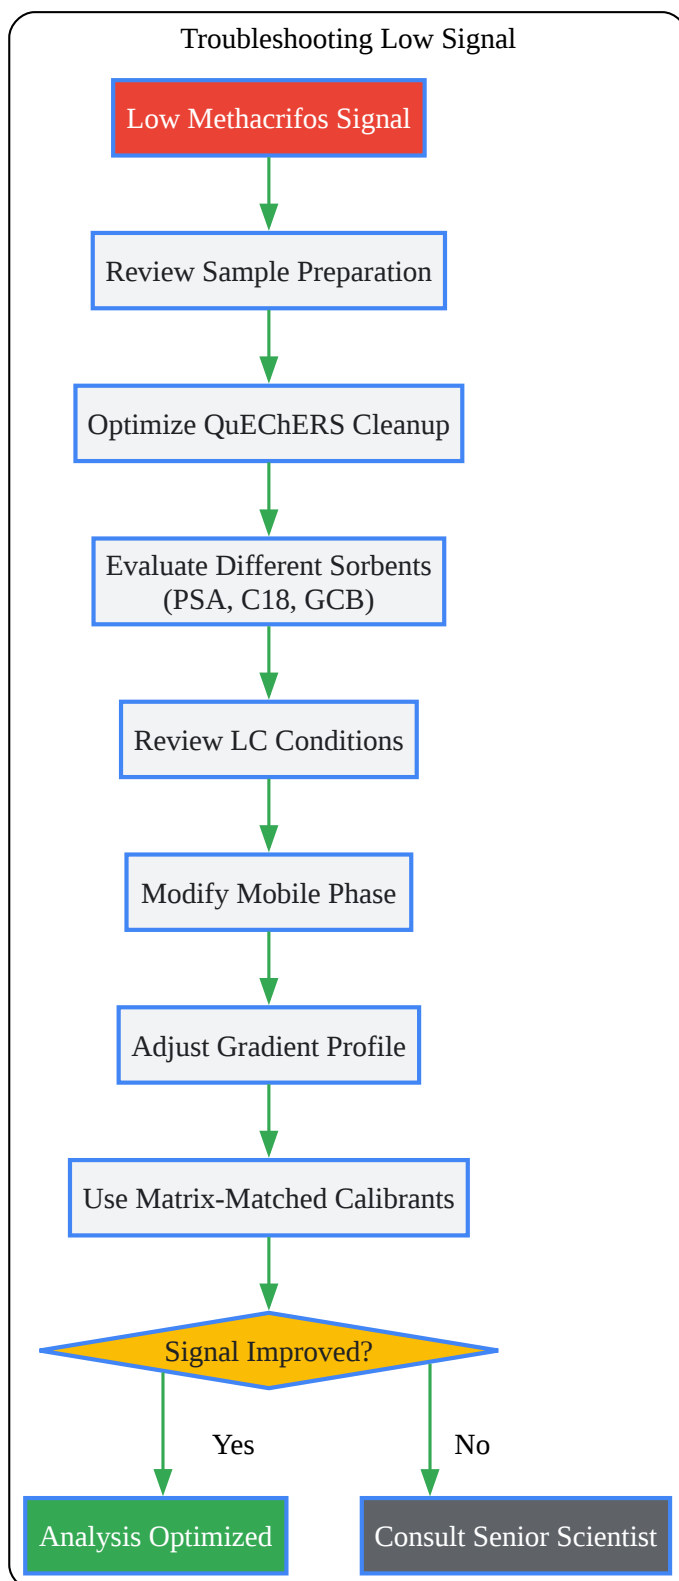 Troubleshooting Low Signal
Low Methacrifos Signal
Review Sample Preparation
Optimize QuEChERS Cleanup
Evaluate Different Sorbents
(PSA, C18, GCB)
Review LC Conditions
Modify Mobile Phase
Adjust Gradient Profile
Use Matrix-Matched Calibrants
Signal Improved?
Yes
No
Analysis Optimized
Consult Senior Scientist